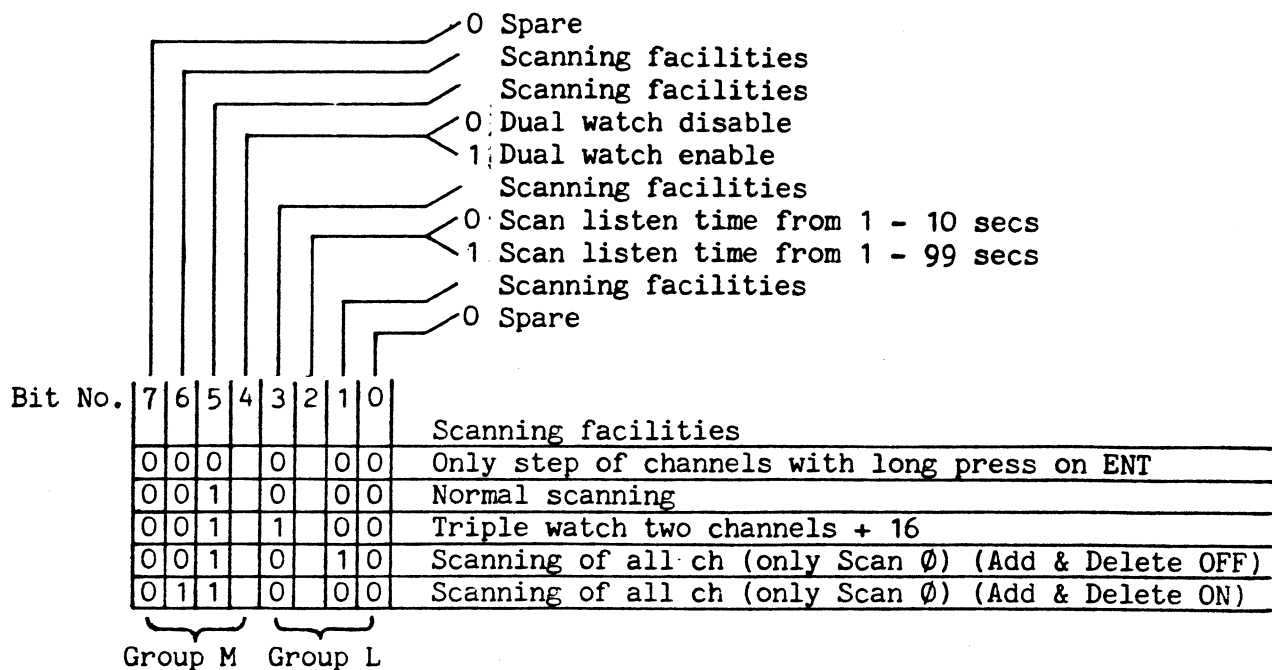 0 Spare
Scanning facilities
Scanning facilities
0 Dual watch disable
1 Dual watch enable
Scanning facilities
0 Scan listen time from 1 - 10 secs
1 Scan listen time from 1 - 99 secs
Scanning facilities
0 Spare
Bit No. 7 6 5 4 3 2 1 0
Scanning facilities
0 0 0 0 0 0 Only step of channels with long press on ENT
0 0 1 0 0 0 Normal scanning
0 0 1 1 0 0 Triple watch two channels + 16
0 0 1 0 1 0 Scanning of all ch (only Scan Ø) (Add & Delete OFF)
0 1 1 0 0 0 Scanning of all ch (only Scan Ø) (Add & Delete ON)
Group M Group L